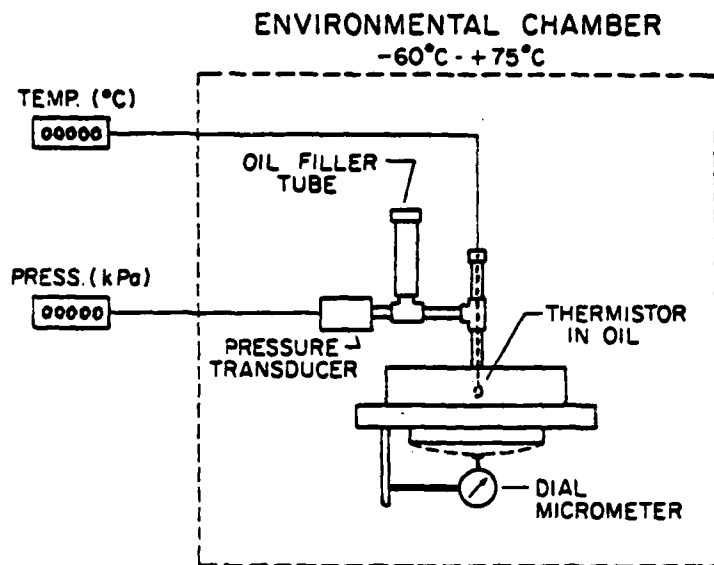 ENVIRONMENTAL CHAMBER
-60°C - +75°C
TEMP. (°C)
00000
OIL FILLER
TUBE
PRESS. (kPa)
00000
PRESSURE
TRANSDUCER
THERMISTOR
IN OIL
DIAL
MICROMETER